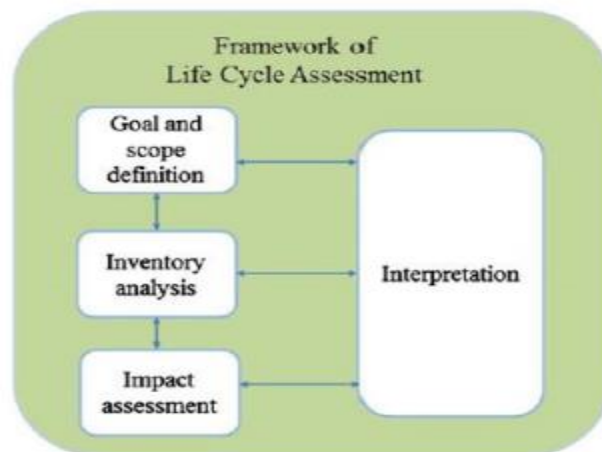 Framework of
Life Cycle Assessment
Goal and
scope
definition
Inventory
analysis
Impact
assessment
Interpretation